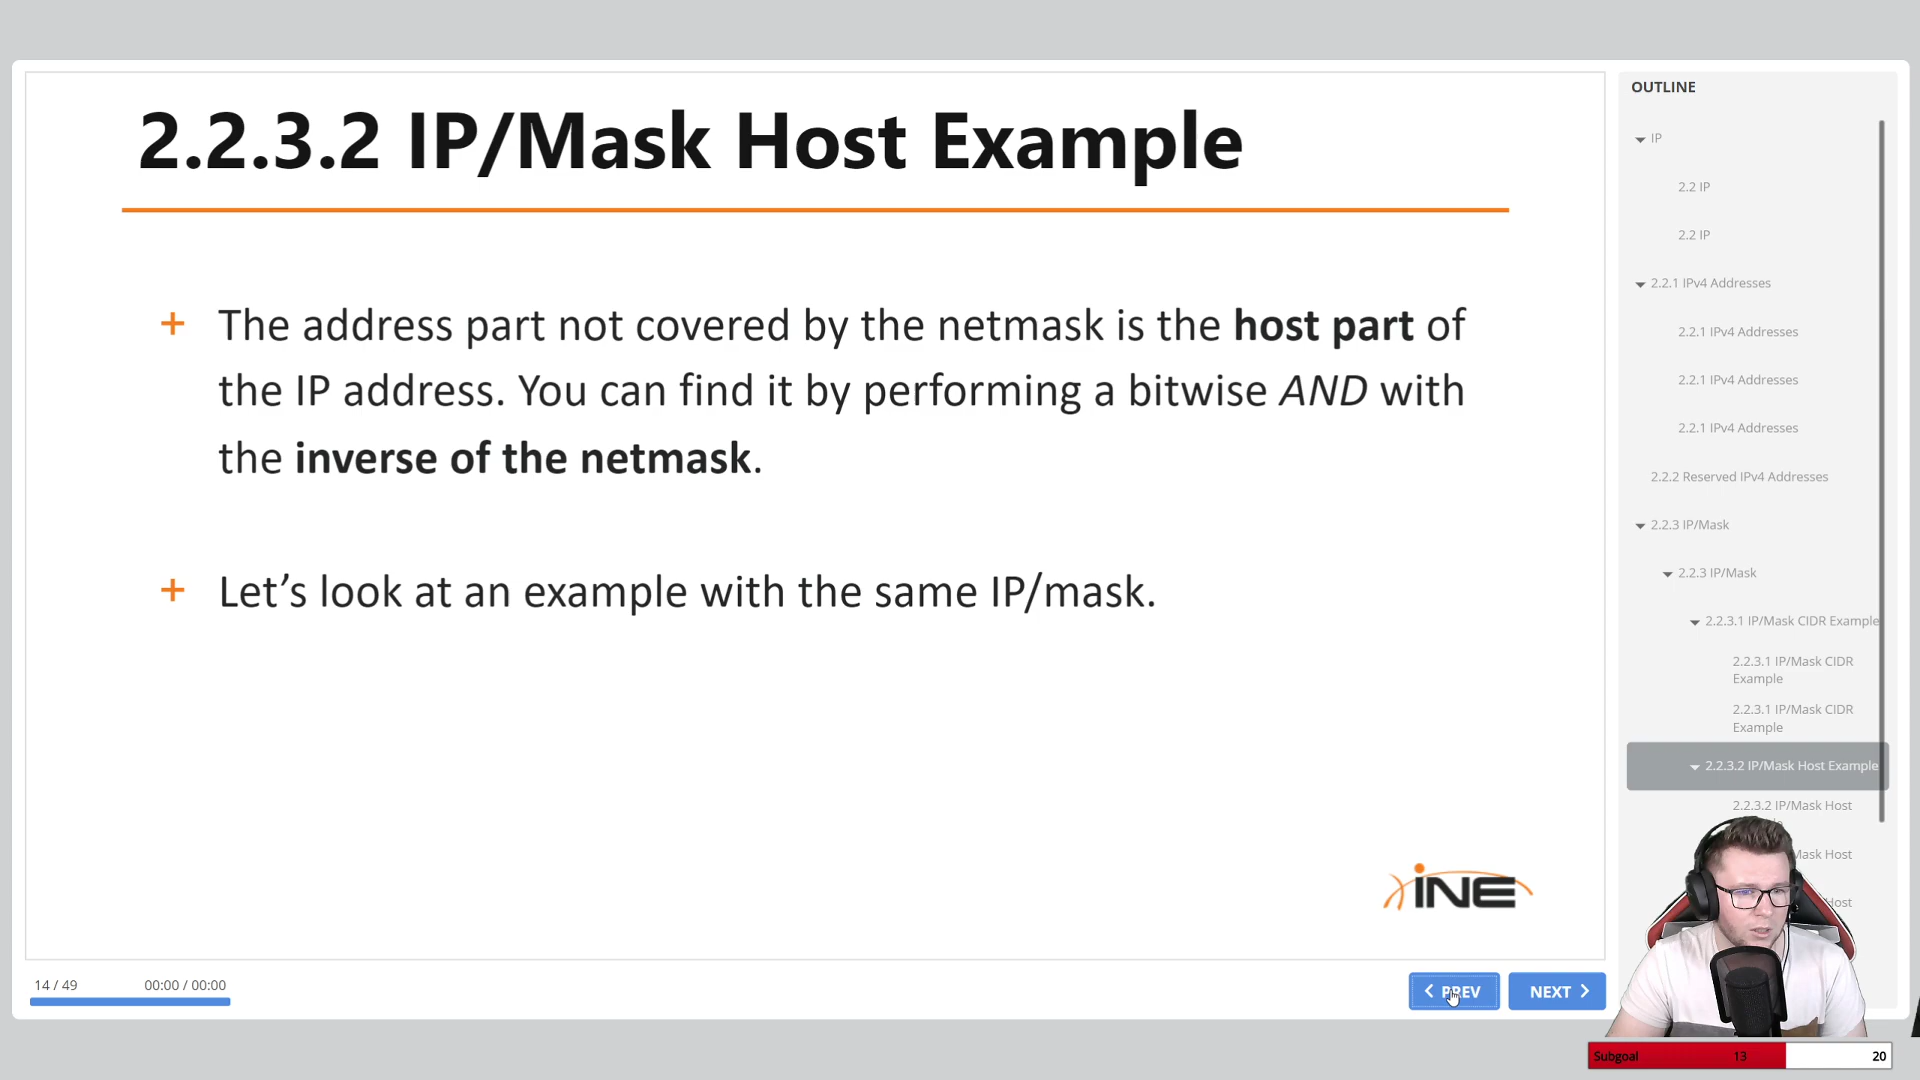 2.2.3.2 IP/Mask Host Example
+ The address part not covered by the netmask is the host part of
the IP address. You can find it by performing a bitwise AND with
the inverse of the netmask.
+ Let’s look at an example with the same IP/mask.
INE
14 / 49
00:00 / 00:00
PREV
NEXT
OUTLINE
IP
2.2 IP
2.2 IP
2.2.1 IPv4 Addresses
2.2.1 IPv4 Addresses
2.2.1 IPv4 Addresses
2.2.1 IPv4 Addresses
2.2.2 Reserved IPv4 Addresses
2.2.3 IP/Mask
2.2.3 IP/Mask
2.2.3.1 IP/Mask CIDR Example
2.2.3.1 IP/Mask CIDR
Example
2.2.3.1 IP/Mask CIDR
Example
2.2.3.2 IP/Mask Host Example
2.2.3.2 IP/Mask Host
Mask Host
Host
Subgoal 13 20